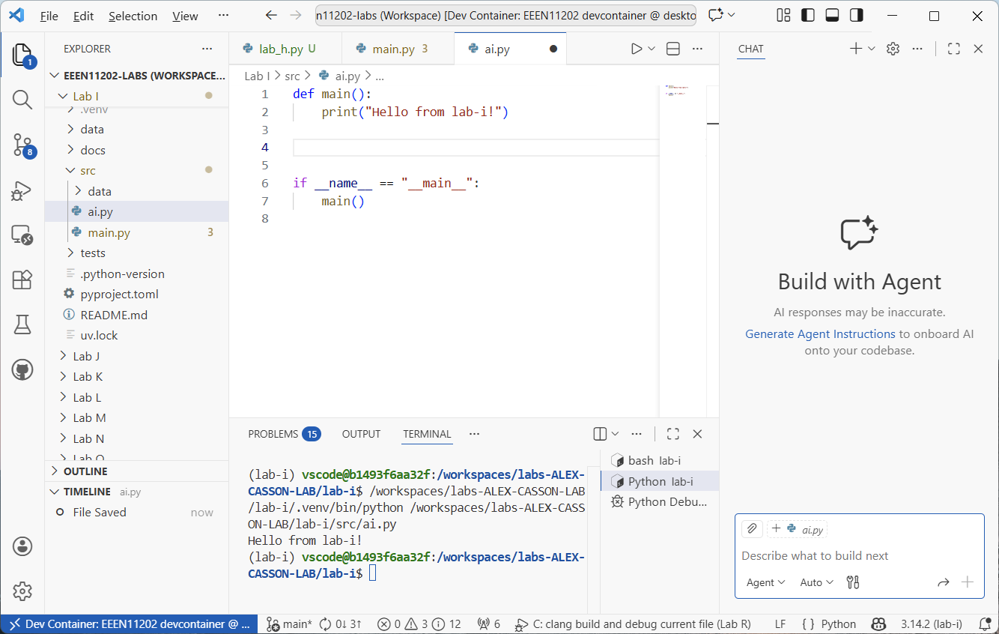 File Edit Selection View ··· n11202-labs (Workspace) [Dev Container: EEEN11202 devcontainer @ deskto
EXPLORER
EEEN11202-LABS (WORKSPACE...
Lab I
.venv
data
docs
src
data
ai.py
main.py 3
tests
.python-version
pyproject.toml
README.md
uv.lock
Lab J
Lab K
Lab L
Lab M
Lab N
Lab O
OUTLINE
TIMELINE ai.py
File Saved now
1
8
lab_h.py U main.py 3 ai.py
Lab I > src > ai.py > ...
1 def main():
2 print("Hello from lab-i!")
3
4
5
6 if __name__ == "__main__":
7 main()
8
PROBLEMS 15 OUTPUT TERMINAL ···
(lab-i) vscode@b1493f6aa32f:/workspaces/labs-ALEX-
CASSON-LAB/lab-i$ /workspaces/labs-ALEX-CASSON-LAB
/lab-i/.venv/bin/python /workspaces/labs-ALEX-CASS
ON-LAB/lab-i/src/ai.py
Hello from lab-i!
(lab-i) vscode@b1493f6aa32f:/workspaces/labs-ALEX-
CASSON-LAB/lab-i$
bash lab-i
Python lab-i
Python Debu...
CHAT
Build with Agent
AI responses may be inaccurate.
Generate Agent Instructions to onboard AI
onto your codebase.
ai.py
Describe what to build next
Agent Auto
Dev Container: EEEN11202 devcontainer @ ... main* 0↓ 3↑ 0 3 12 6 C: clang build and debug current file (Lab R) LF { } Python 3.14.2 (lab-i)